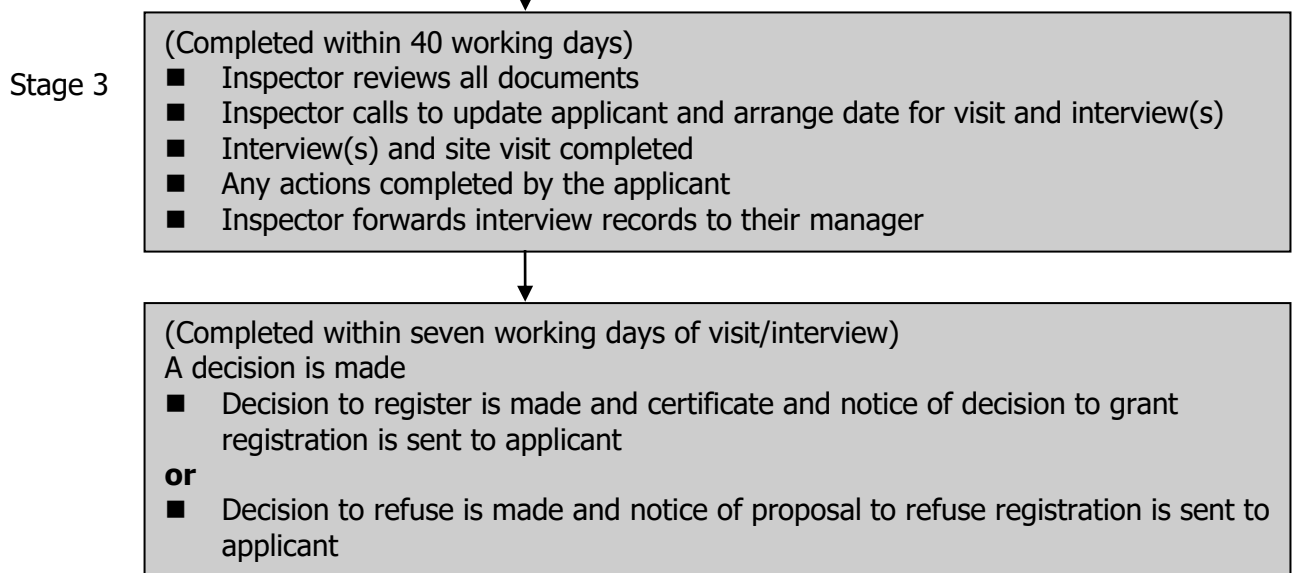 (Completed within 40 working days)
Stage 3
■ Inspector reviews all documents
■ Inspector calls to update applicant and arrange date for visit and interview(s)
■ Interview(s) and site visit completed
■ Any actions completed by the applicant
■ Inspector forwards interview records to their manager
(Completed within seven working days of visit/interview)
A decision is made
■ Decision to register is made and certificate and notice of decision to grant
registration is sent to applicant
or
■ Decision to refuse is made and notice of proposal to refuse registration is sent to
applicant